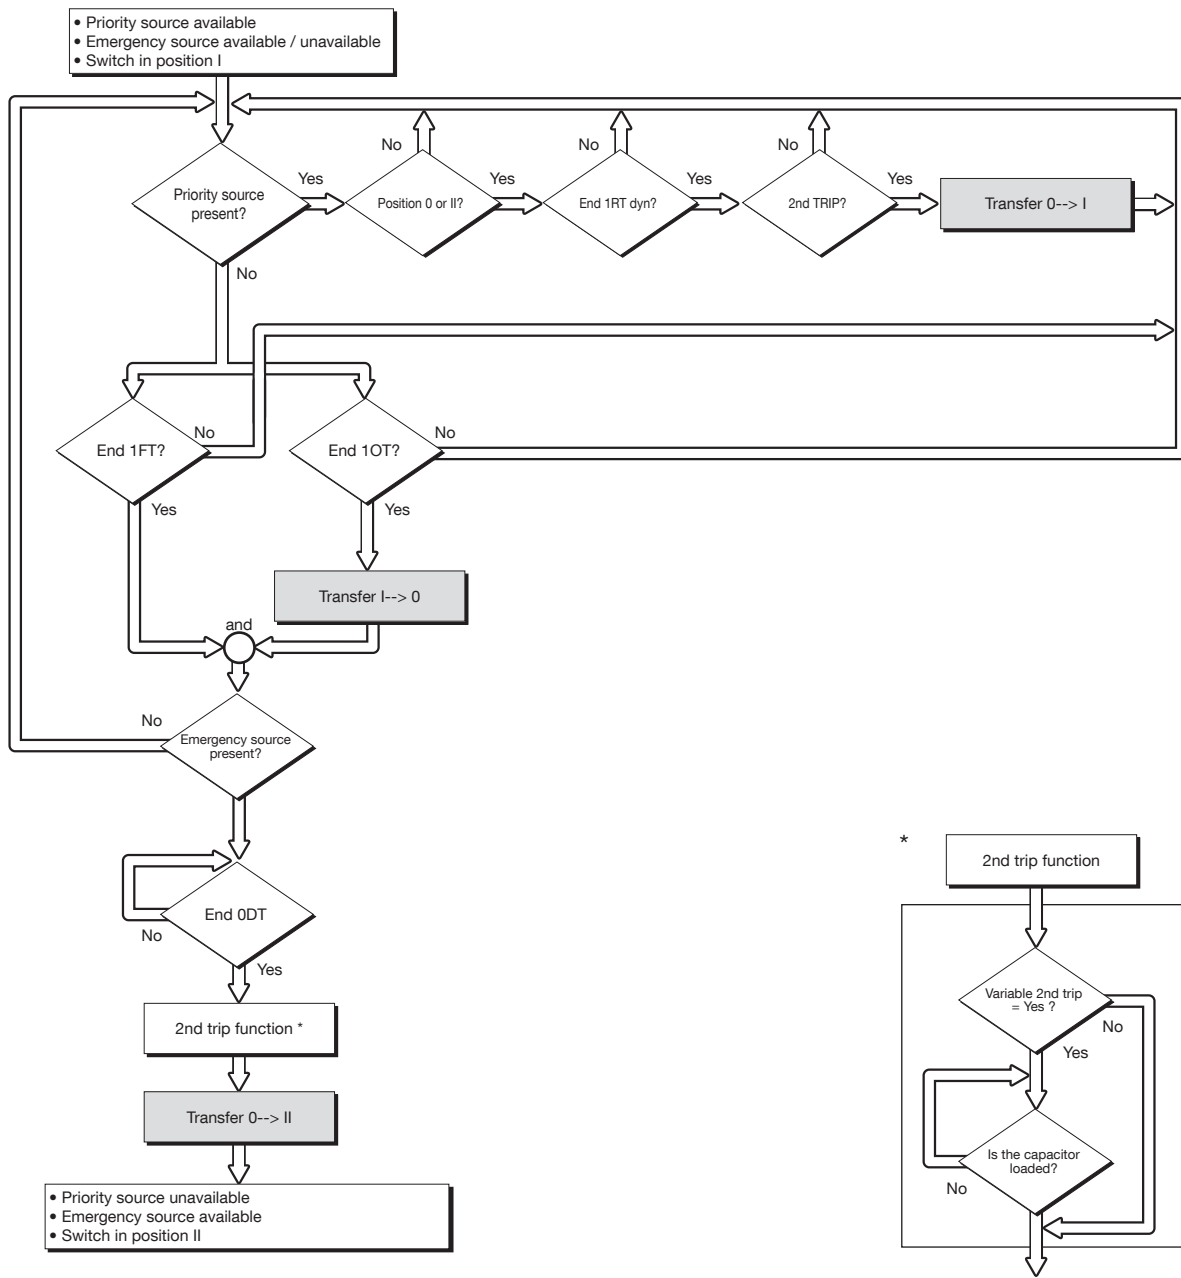 • Priority source available
• Emergency source available / unavailable
• Switch in position I
Priority source
present?
Yes
No
Position 0 or II?
No
Yes
End 1RT dyn?
No
Yes
2nd TRIP?
No
Yes
Transfer 0--> I
End 1FT?
No
Yes
End 1OT?
No
Yes
Transfer I--> 0
and
Emergency source
present?
No
End 0DT
No
Yes
2nd trip function *
Transfer 0--> II
• Priority source unavailable
• Emergency source available
• Switch in position II
*
2nd trip function
Variable 2nd trip
= Yes ?
No
Yes
Is the capacitor
loaded?
No